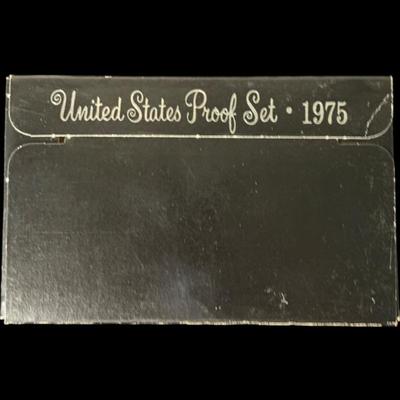 United States Proof Set • 1975